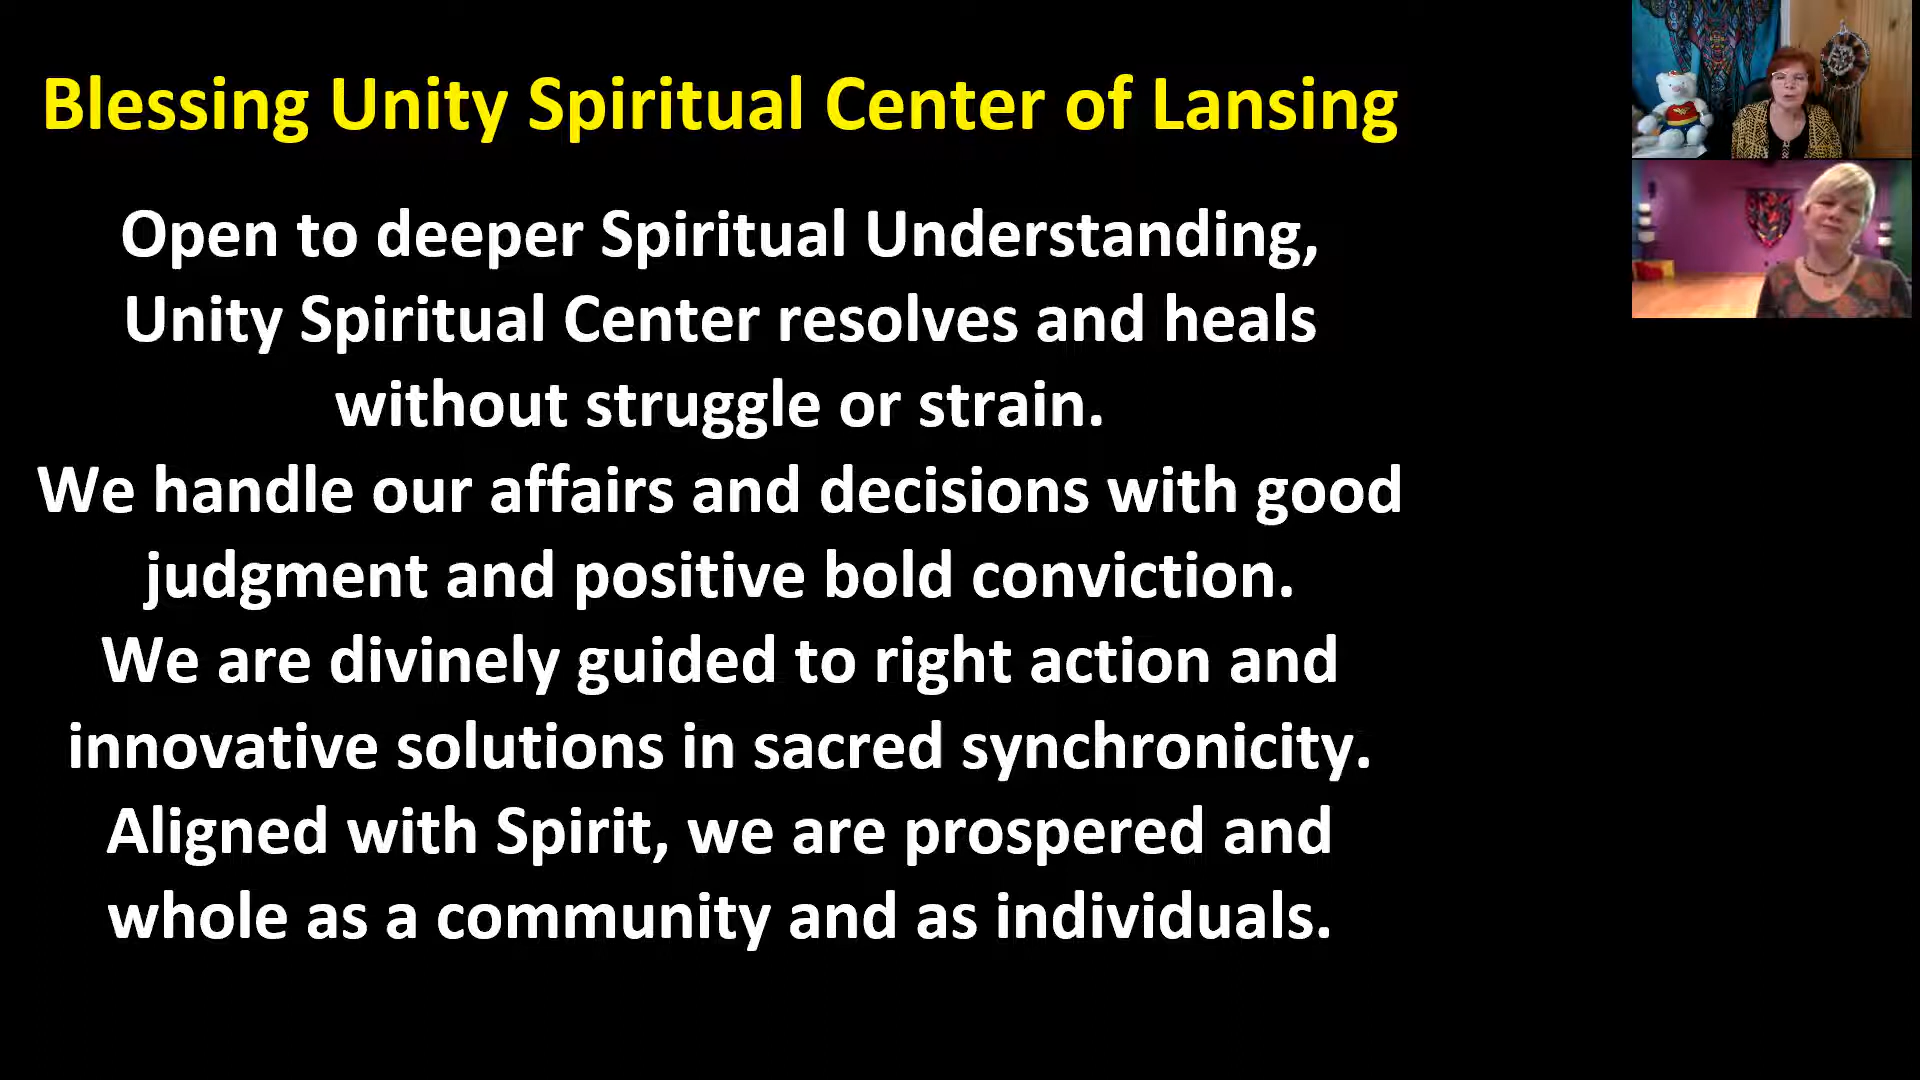 Blessing Unity Spiritual Center of Lansing
Open to deeper Spiritual Understanding,
Unity Spiritual Center resolves and heals
without struggle or strain.
We handle our affairs and decisions with good
judgment and positive bold conviction.
We are divinely guided to right action and
innovative solutions in sacred synchronicity.
Aligned with Spirit, we are prospered and
whole as a community and as individuals.